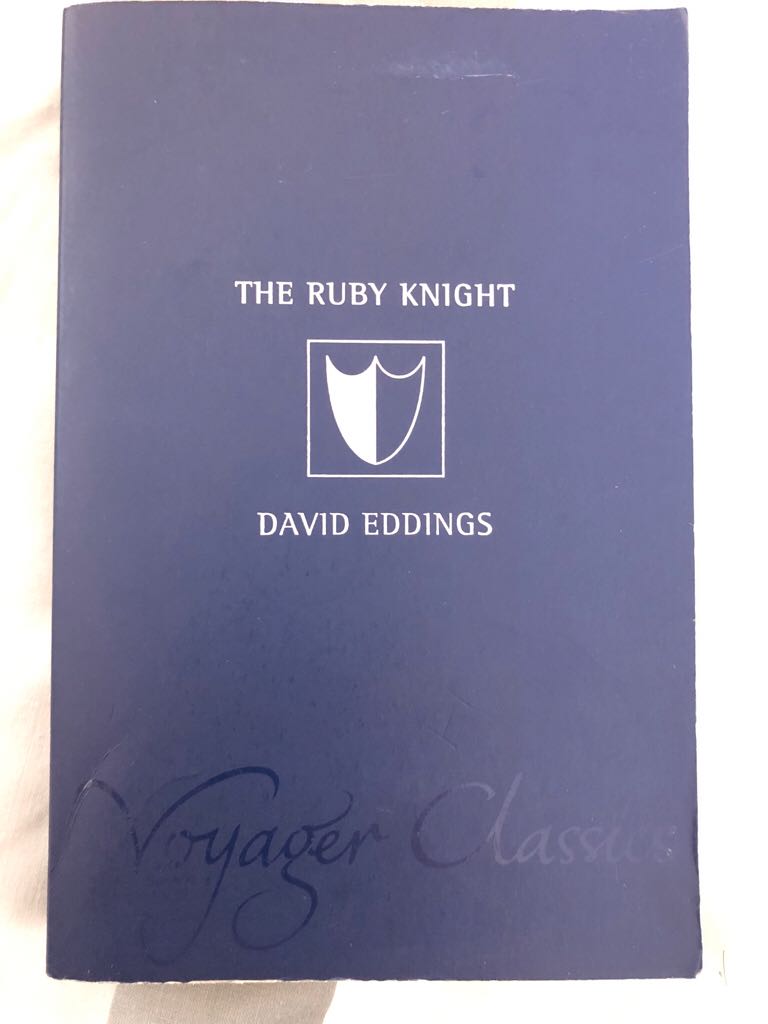 THE RUBY KNIGHT
DAVID EDDINGS
Voyager Classics